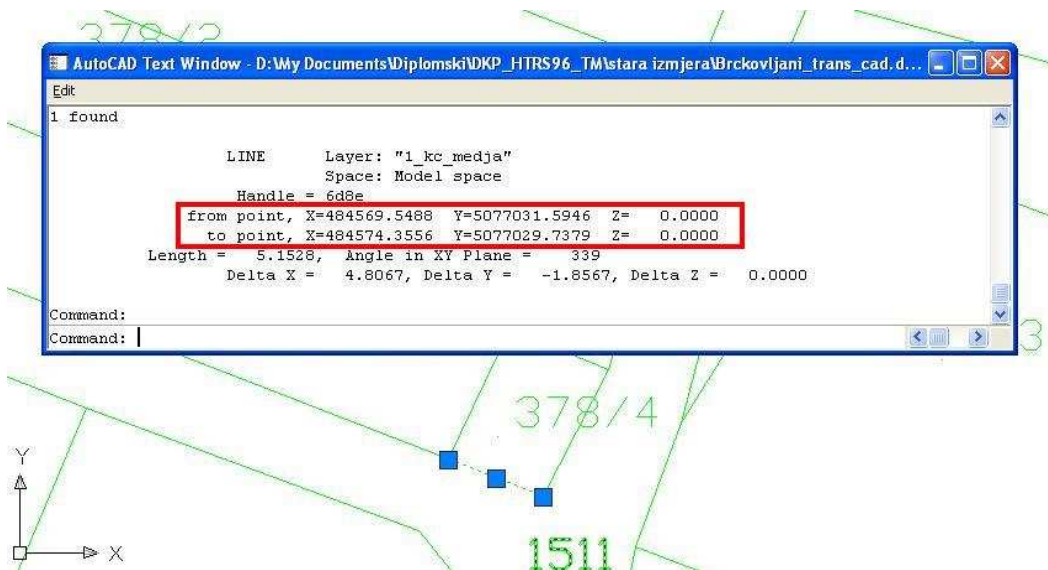 378/2
AutoCAD Text Window - D:\My Documents\Diplomski\DKP_HTRS96_TM\stara izmjera\Brckovljani_trans_cad.d...
Edit
1 found
LINE Layer: "1_kc_medja"
Space: Model space
Handle = 6d8e
from point, X=484569.5488 Y=5077031.5946 Z= 0.0000
to point, X=484574.3556 Y=5077029.7379 Z= 0.0000
Length = 5.1528, Angle in XY Plane = 339
Delta X = 4.8067, Delta Y = -1.8567, Delta Z = 0.0000
Command:
Command:
3
378/4
Y
X
1511